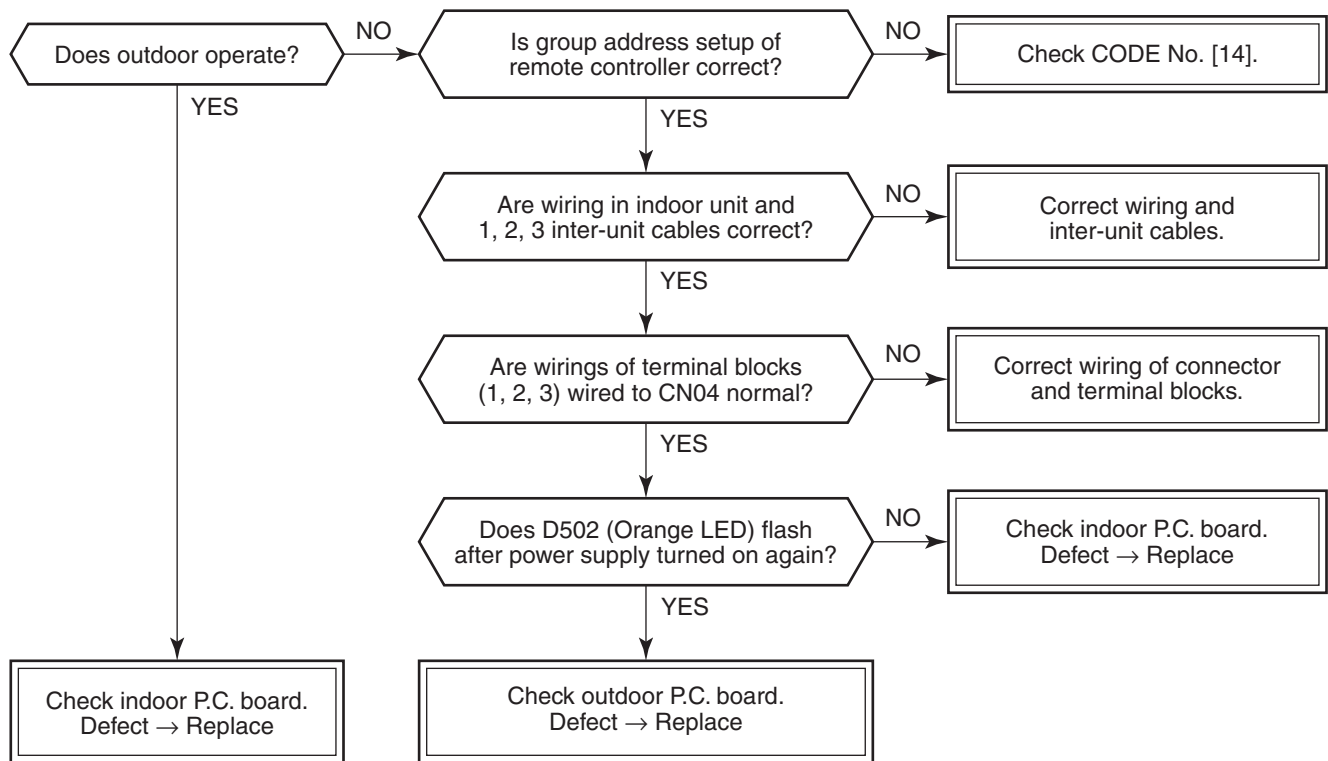 Does outdoor operate?
NO
YES
Is group address setup of
remote controller correct?
NO
Check CODE No. [14].
YES
Are wiring in indoor unit and
1, 2, 3 inter-unit cables correct?
NO
Correct wiring and
inter-unit cables.
YES
Are wirings of terminal blocks
(1, 2, 3) wired to CN04 normal?
NO
Correct wiring of connector
and terminal blocks.
YES
Does D502 (Orange LED) flash
after power supply turned on again?
NO
Check indoor P.C. board.
Defect → Replace
YES
Check indoor P.C. board.
Defect → Replace
Check outdoor P.C. board.
Defect → Replace